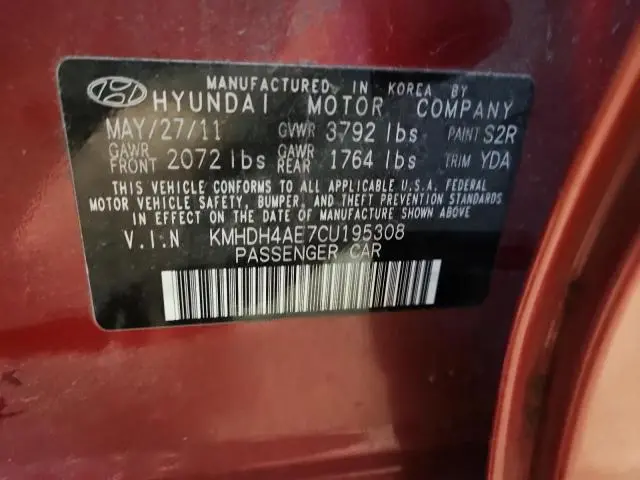 MANUFACTURED IN KOREA BY
HYUNDAI MOTOR COMPANY
MAY/27/11 GVWR 3792 lbs PAINT S2R
GAWR FRONT 2072 lbs GAWR REAR 1764 lbs TRIM YDA
THIS VEHICLE CONFORMS TO ALL APPLICABLE U.S.A. FEDERAL
MOTOR VEHICLE SAFETY, BUMPER, AND THEFT PREVENTION STANDARDS
IN EFFECT ON THE DATE OF MANUFACTURE SHOWN ABOVE
V.I.N KMHDH4AE7CU195308
PASSENGER CAR